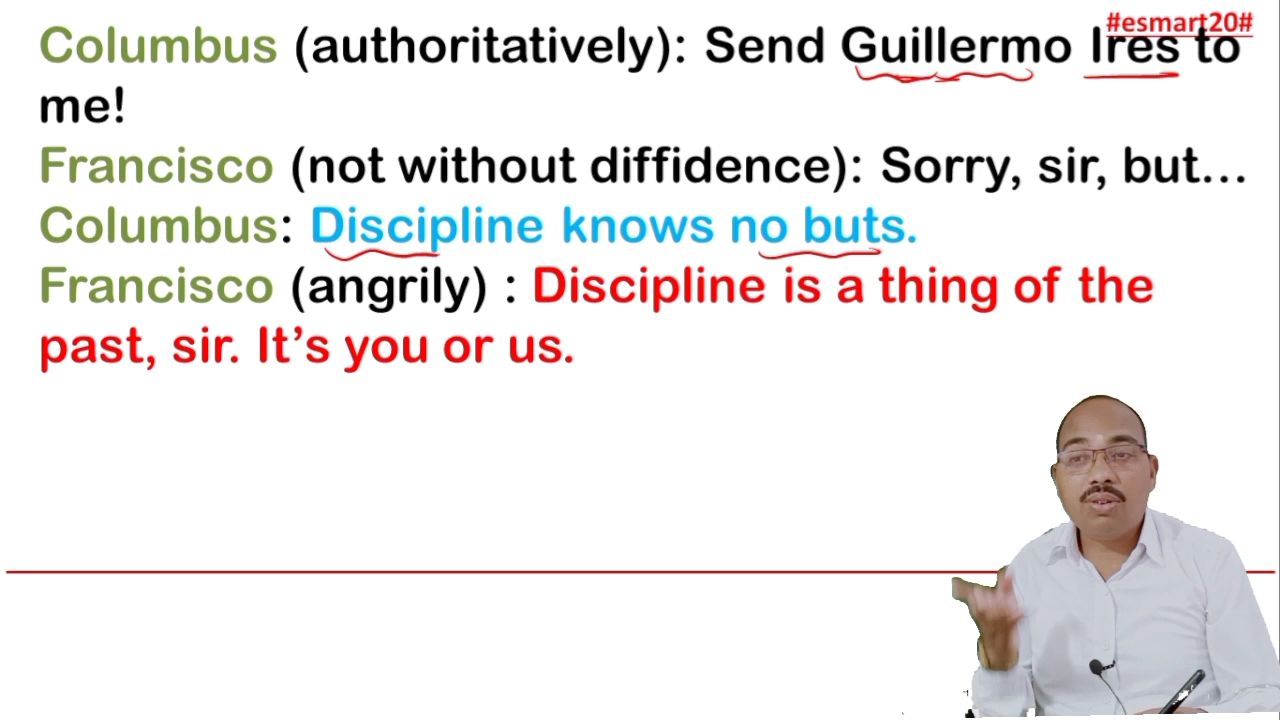 #esmart20#
Columbus (authoritatively): Send Guillermo Ires to
me!
Francisco (not without diffidence): Sorry, sir, but…
Columbus: Discipline knows no buts.
Francisco (angrily) : Discipline is a thing of the
past, sir. It’s you or us.